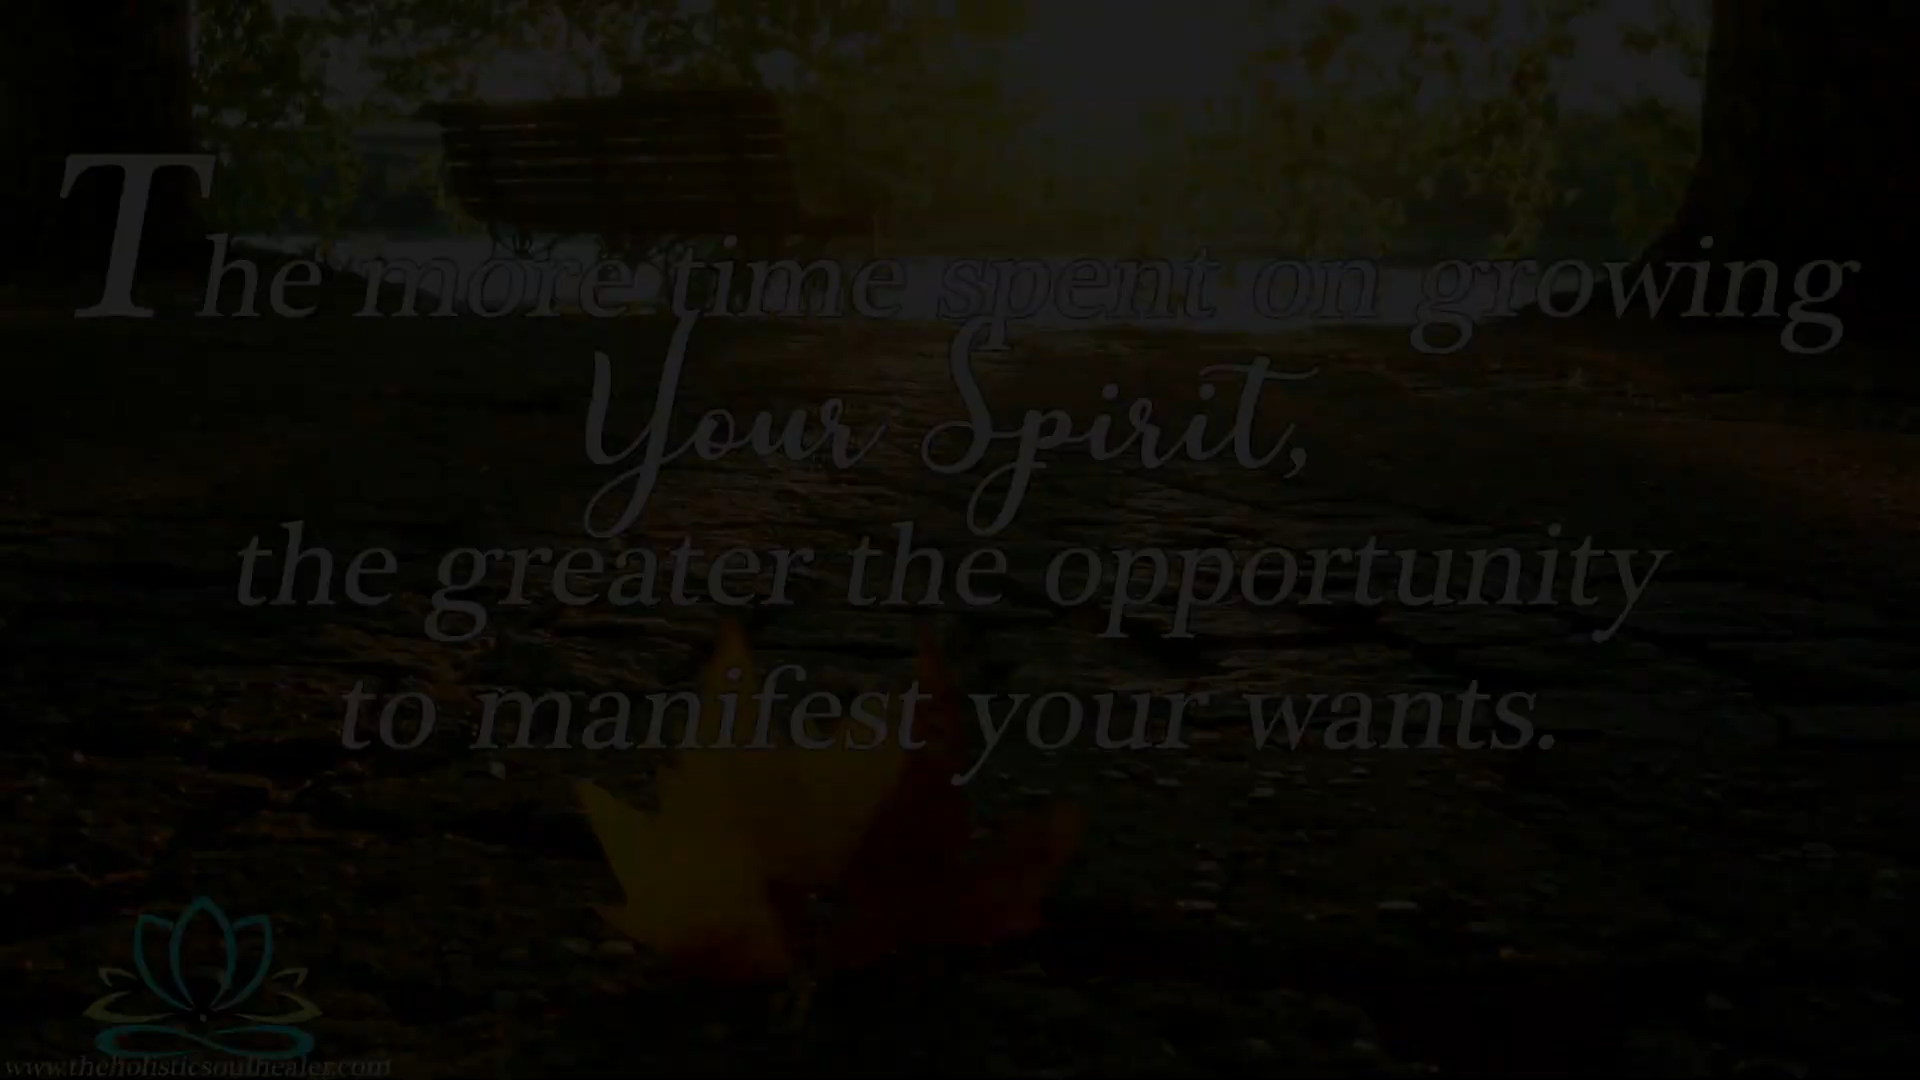 The more time spent on growing
Your Spirit,
the greater the opportunity
to manifest your wants.
www.theholisticsoulhealer.com